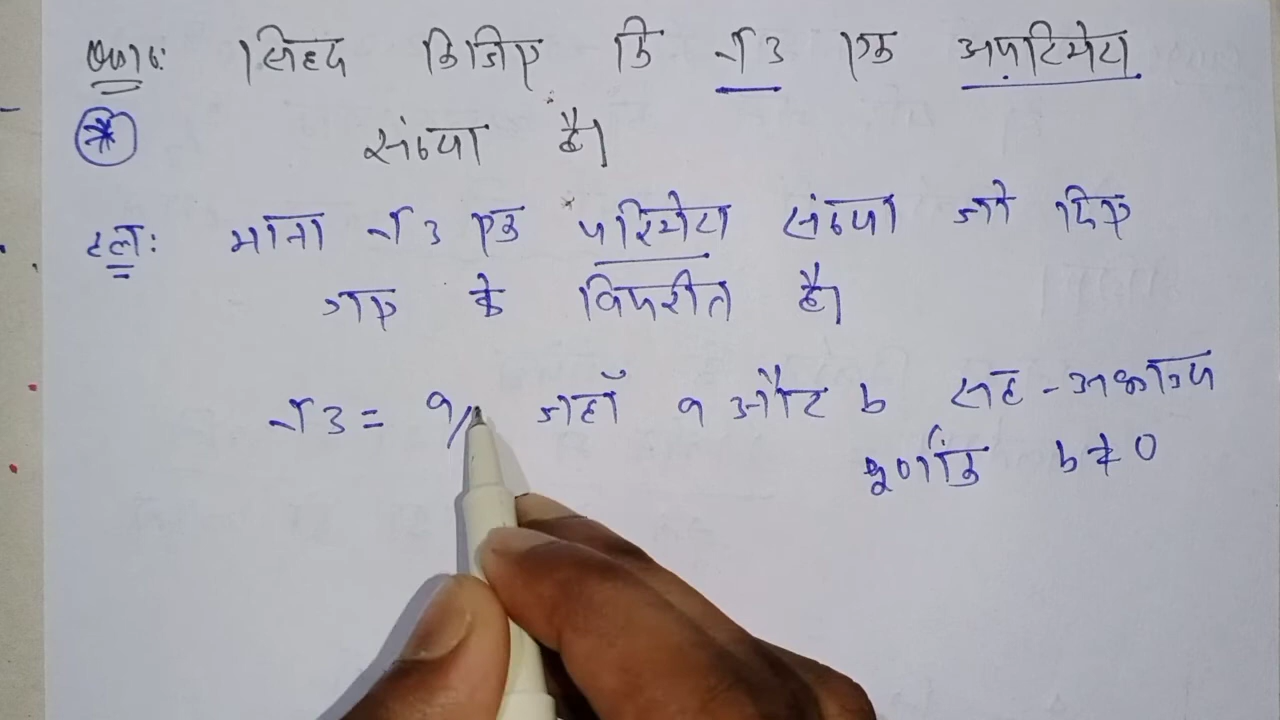 प्रश्न: सिद्ध किजिए कि √3 एक अपरिमेय
संख्या है।
हल: माना √3 एक परिमेय संख्या जो दिए
गए के विपरीत है।
√3 = a/ जहाँ a और b सह-अभाज्य
पूर्णांक b ≠ 0